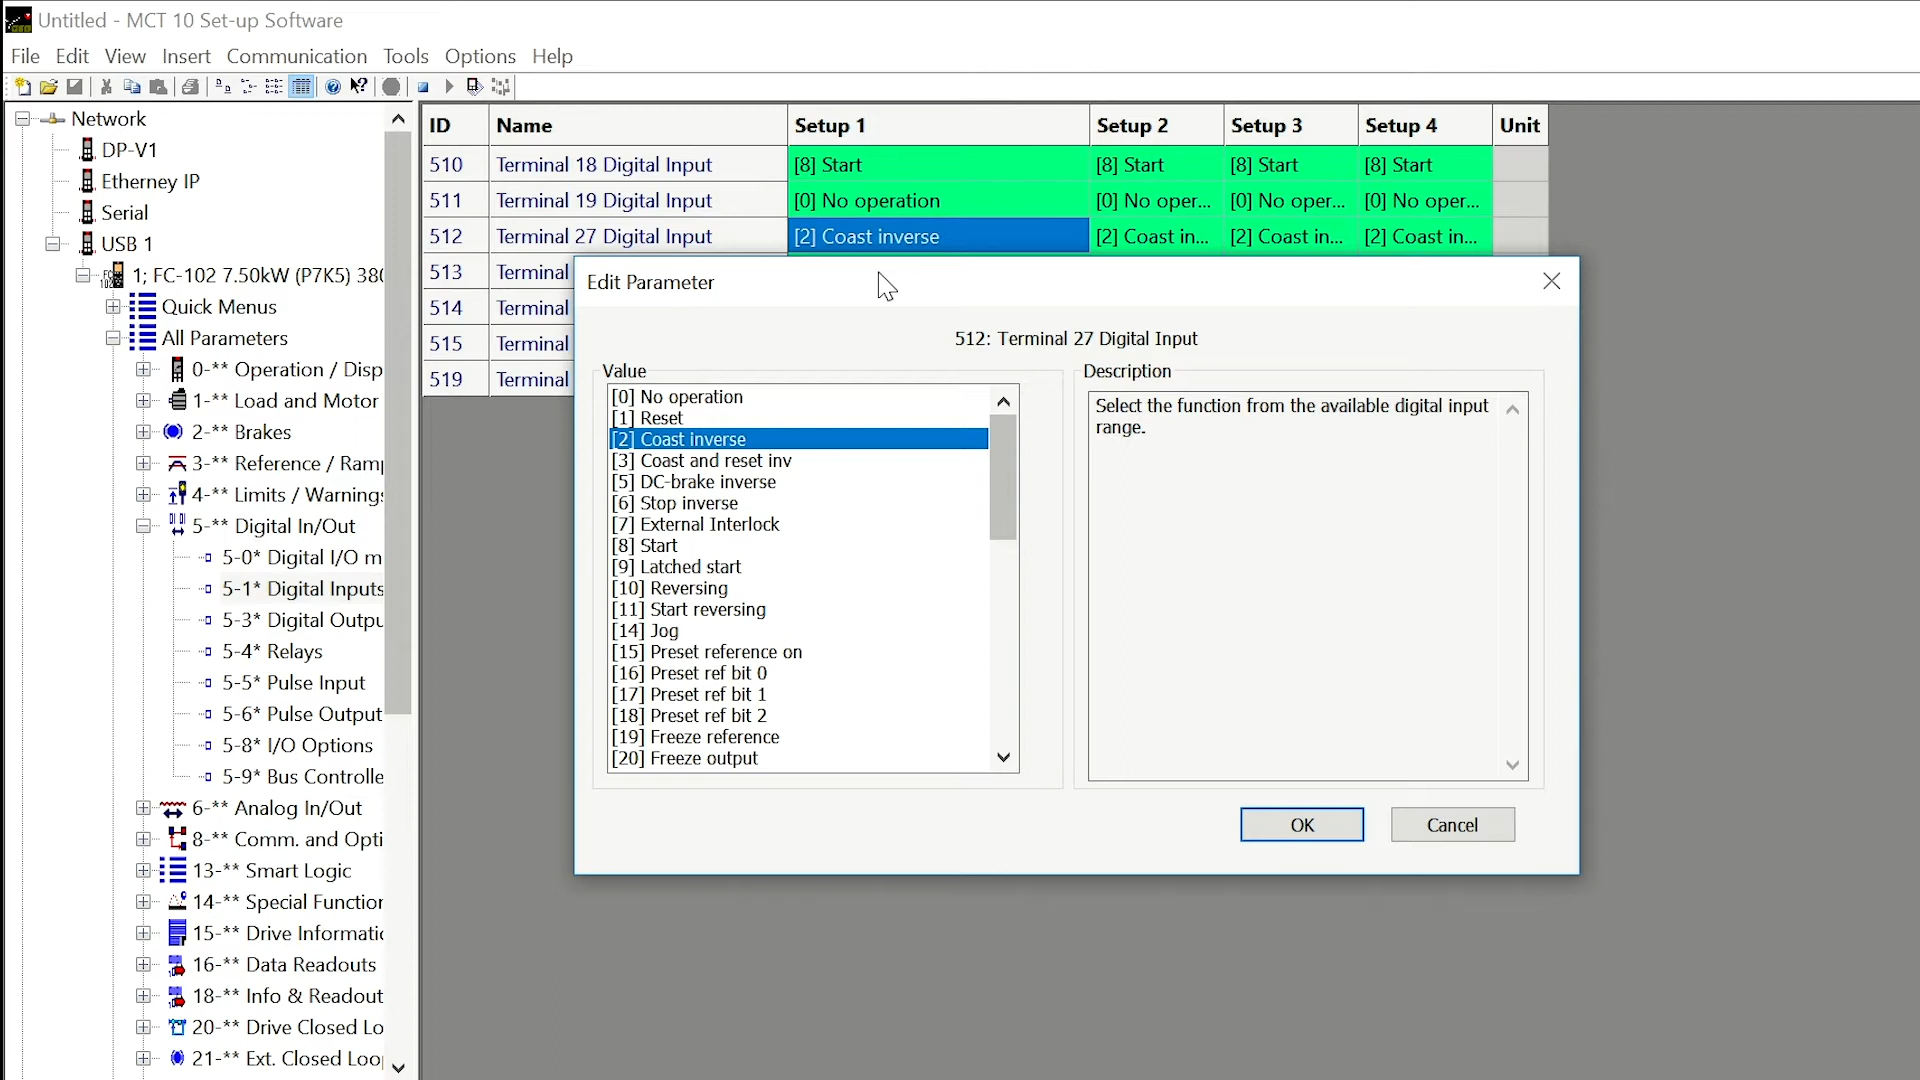 Untitled - MCT 10 Set-up Software
File Edit View Insert Communication Tools Options Help
Network
DP-V1
Etherney IP
Serial
USB 1
1; FC-102 7.50kW (P7K5) 380
Quick Menus
All Parameters
0-** Operation / Disp
1-** Load and Motor
2-** Brakes
3-** Reference / Ramp
4-** Limits / Warnings
5-** Digital In/Out
5-0* Digital I/O m
5-1* Digital Inputs
5-3* Digital Outpu
5-4* Relays
5-5* Pulse Input
5-6* Pulse Output
5-8* I/O Options
5-9* Bus Controlle
6-** Analog In/Out
8-** Comm. and Opti
13-** Smart Logic
14-** Special Function
15-** Drive Informatic
16-** Data Readouts
18-** Info & Readout
20-** Drive Closed Lo
21-** Ext. Closed Loop
ID Name Setup 1 Setup 2 Setup 3 Setup 4 Unit
510 Terminal 18 Digital Input [8] Start [8] Start [8] Start [8] Start
511 Terminal 19 Digital Input [0] No operation [0] No oper... [0] No oper... [0] No oper...
512 Terminal 27 Digital Input [2] Coast inverse [2] Coast in... [2] Coast in... [2] Coast in...
513 Terminal
514 Terminal
515 Terminal
519 Terminal
Edit Parameter
512: Terminal 27 Digital Input
Value
[0] No operation
[1] Reset
[2] Coast inverse
[3] Coast and reset inv
[5] DC-brake inverse
[6] Stop inverse
[7] External Interlock
[8] Start
[9] Latched start
[10] Reversing
[11] Start reversing
[14] Jog
[15] Preset reference on
[16] Preset ref bit 0
[17] Preset ref bit 1
[18] Preset ref bit 2
[19] Freeze reference
[20] Freeze output
Description
Select the function from the available digital input
range.
OK Cancel